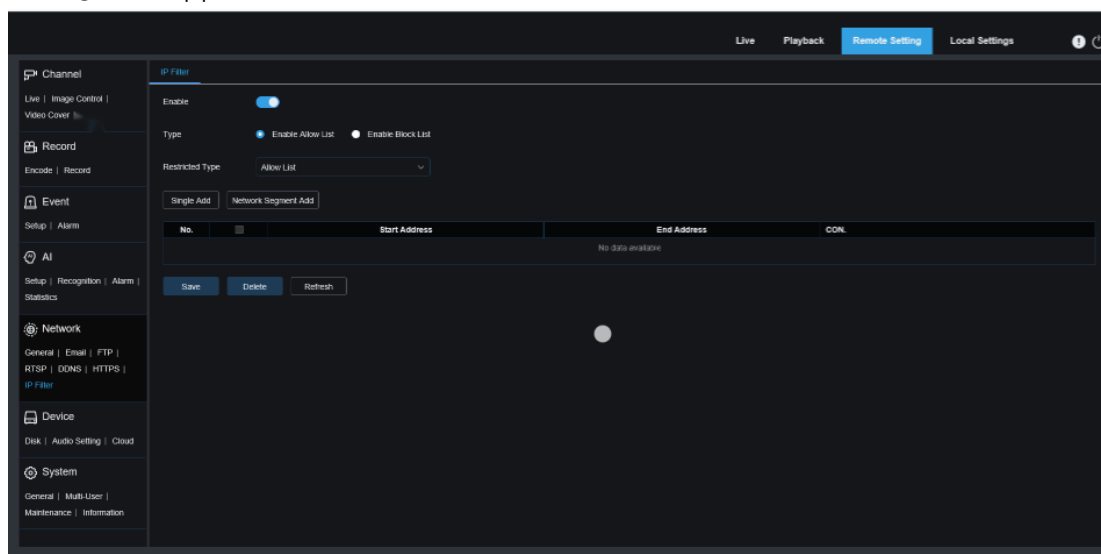 Live Playback Remote Setting Local Settings
Channel
Live | Image Control |
Video Cover |
Record
Encode | Record
Event
Setup | Alarm
AI
Setup | Recognition | Alarm |
Statistics
Network
General | Email | FTP |
RTSP | DDNS | HTTPS |
IP Filter
Device
Disk | Audio Setting | Cloud
System
General | Multi-User |
Maintenance | Information
IP Filter
Enable
Type Enable Allow List Enable Block List
Restricted Type Allow List
Single Add Network Segment Add
No. Start Address End Address CON.
No data available
Save Delete Refresh